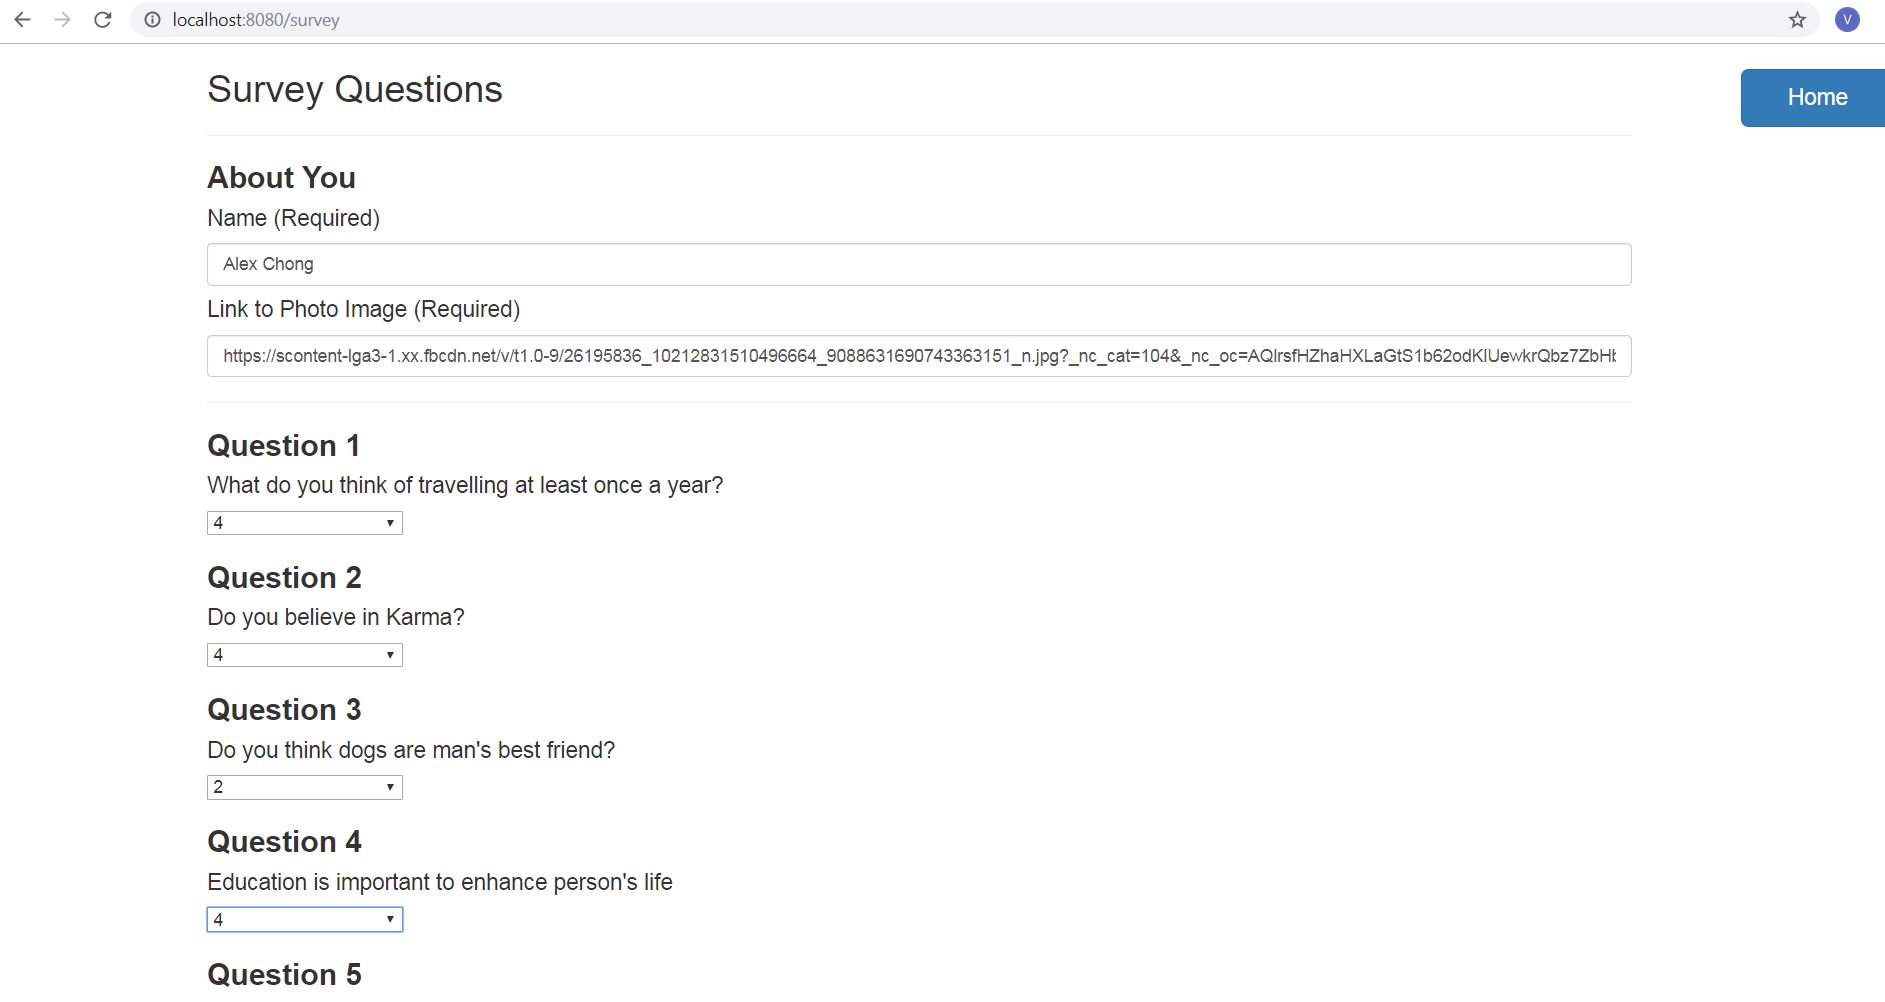 localhost:8080/survey
V
Survey Questions
Home
About You
Name (Required)
Alex Chong
Link to Photo Image (Required)
https://scontent-lga3-1.xx.fbcdn.net/v/t1.0-9/26195836_10212831510496664_9088631690743363151_n.jpg?_nc_cat=104&_nc_oc=AQIrsfHZhaHXLaGtS1b62odKIUewkrQbz7ZbH
Question 1
What do you think of travelling at least once a year?
4
Question 2
Do you believe in Karma?
4
Question 3
Do you think dogs are man's best friend?
2
Question 4
Education is important to enhance person's life
4
Question 5